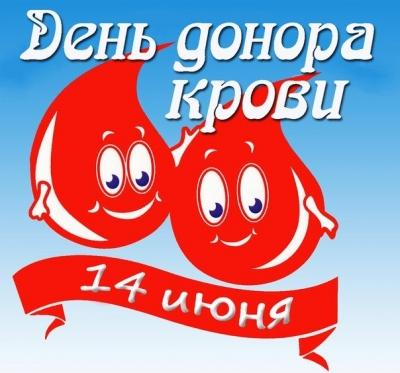 День донора
крови
14 июня